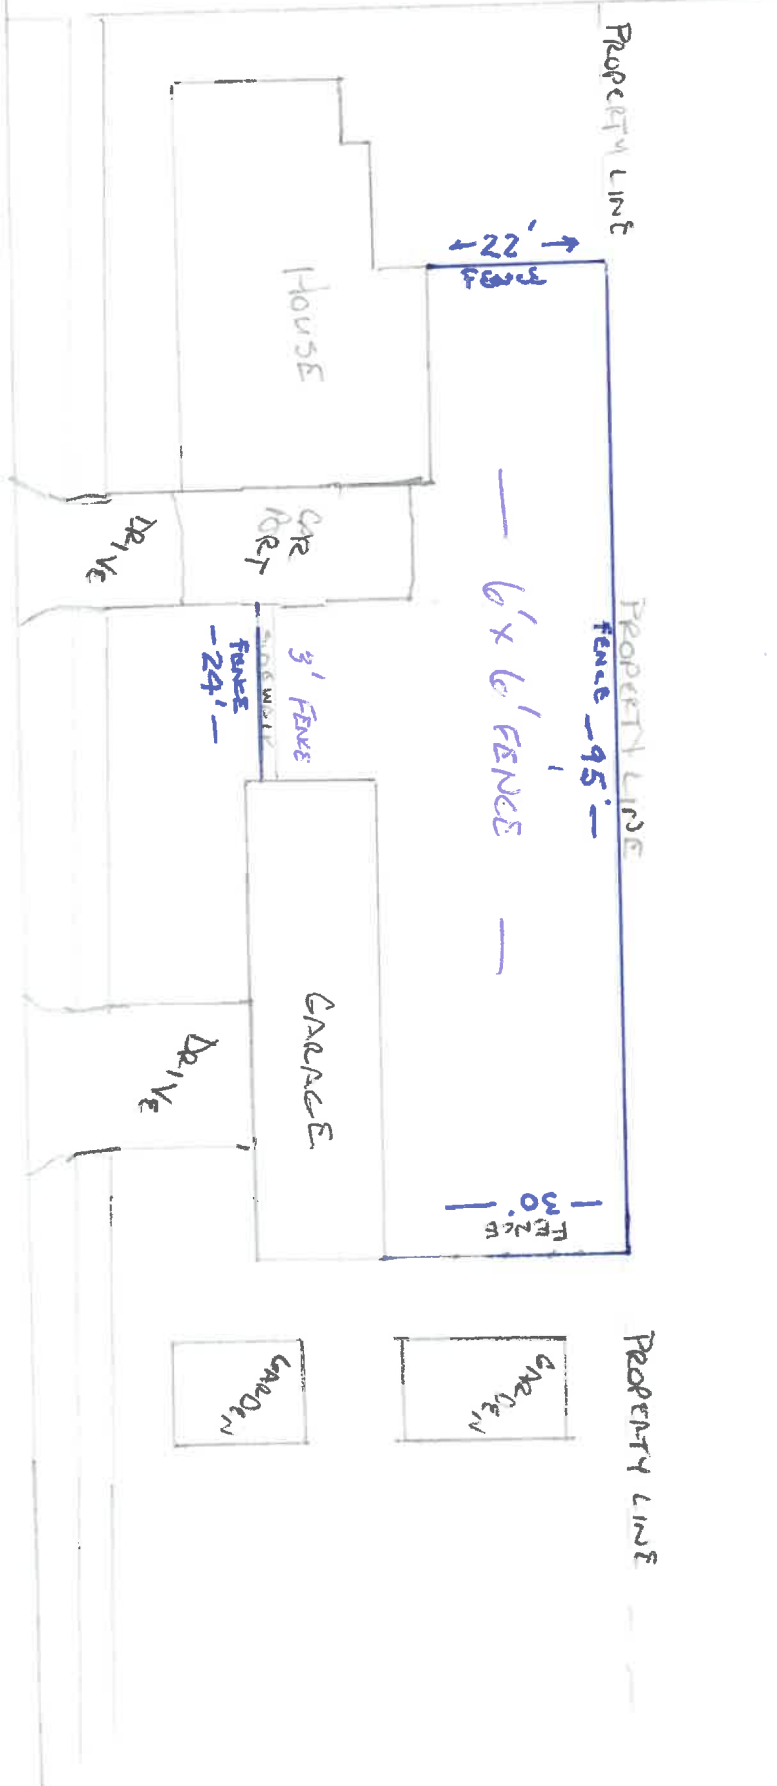 PROPERTY LINE
←22'→
FENCE
HOUSE
DRIVE
CAR
PORT
— 6' x 6' FENCE —
PROPERTY LINE
FENCE -95'-
3' FENCE
SIDEWALK
FENCE
-24'-
GARAGE
DRIVE
-30'-
FENCE
GARDEN
GARDEN
PROPERTY LINE